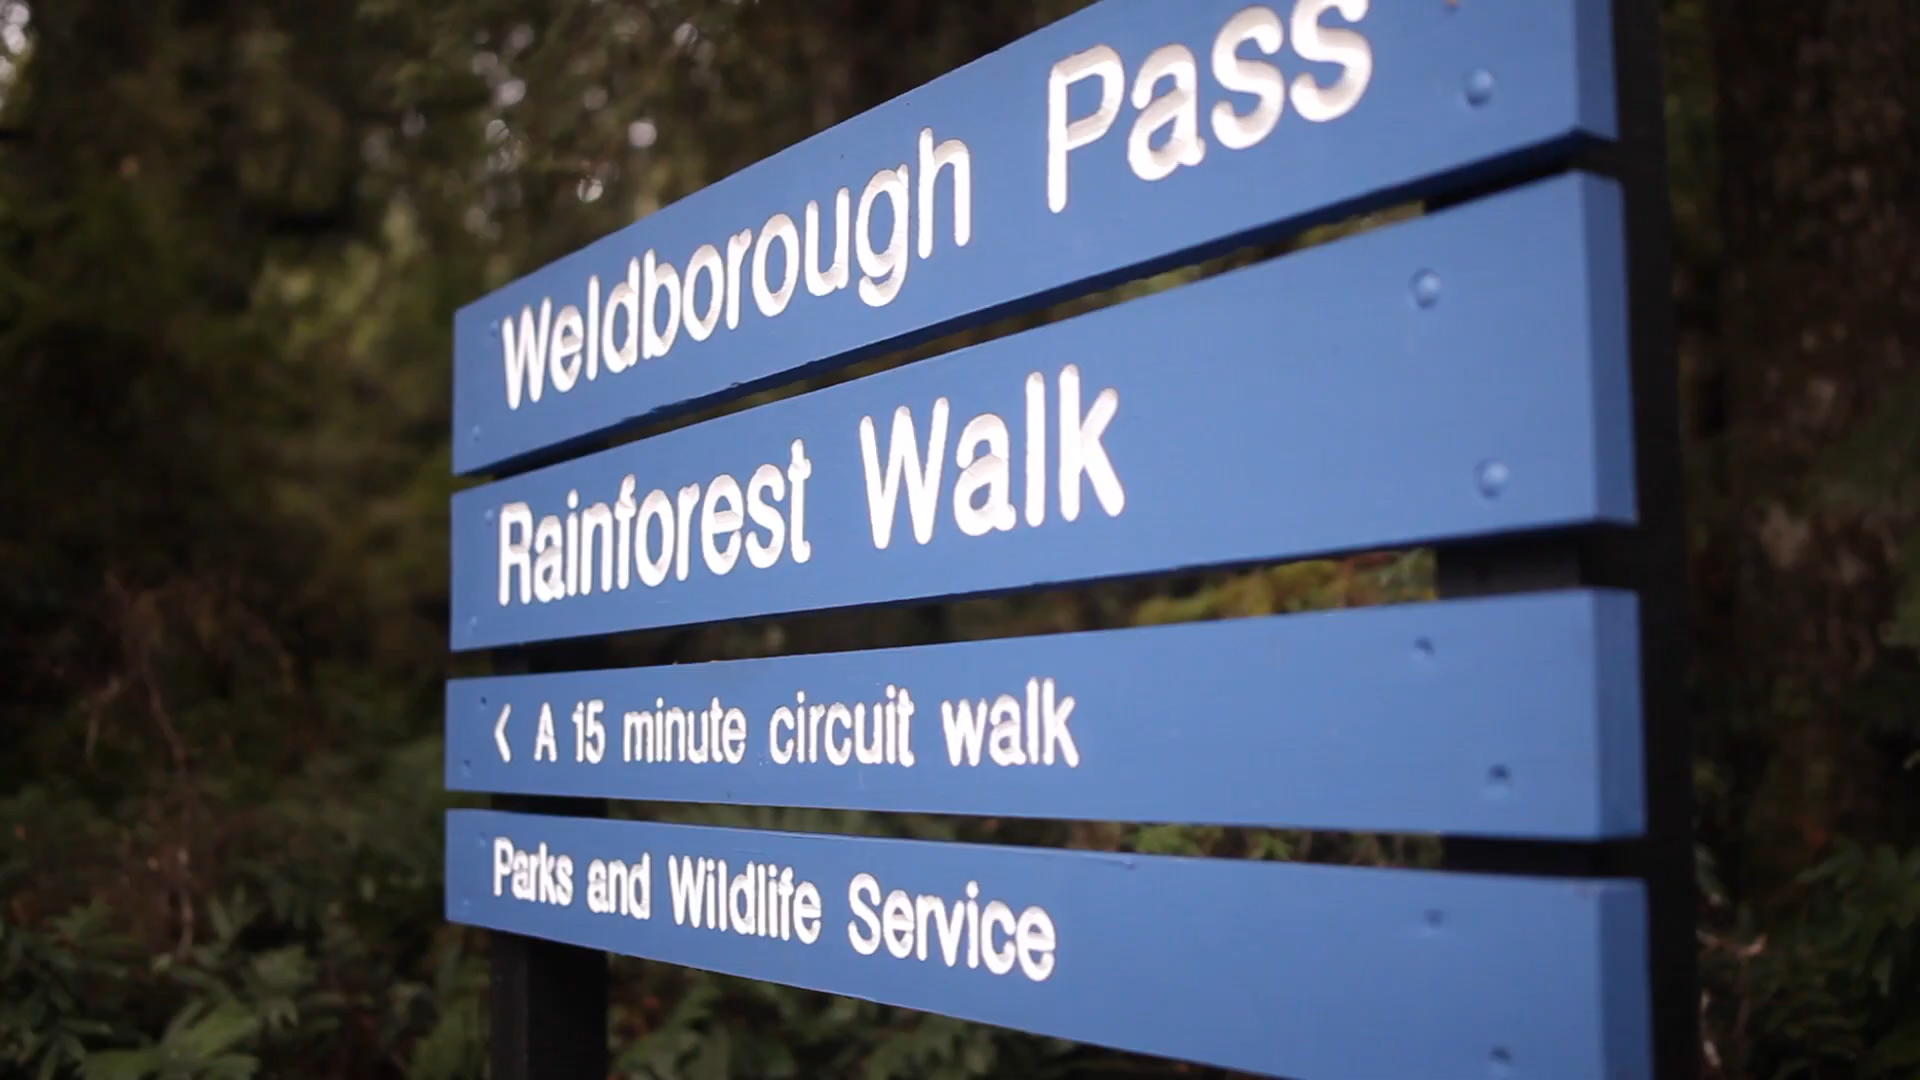 Weldborough Pass
Rainforest Walk
< A 15 minute circuit walk
Parks and Wildlife Service